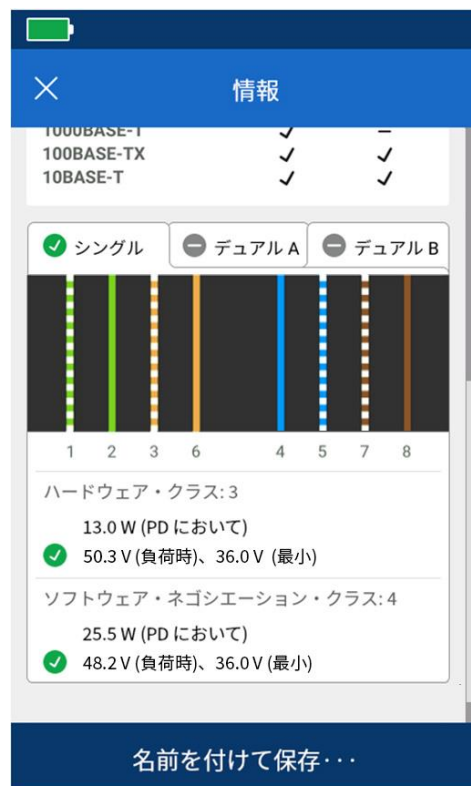 情報
1000BASE-T ✓ –
100BASE-TX ✓ ✓
10BASE-T ✓ ✓
シングル デュアル A デュアル B
1 2 3 6 4 5 7 8
ハードウェア・クラス: 3
13.0 W (PD において)
50.3 V (負荷時)、36.0 V (最小)
ソフトウェア・ネゴシエーション・クラス: 4
25.5 W (PD において)
48.2 V (負荷時)、36.0 V (最小)
名前を付けて保存･･･